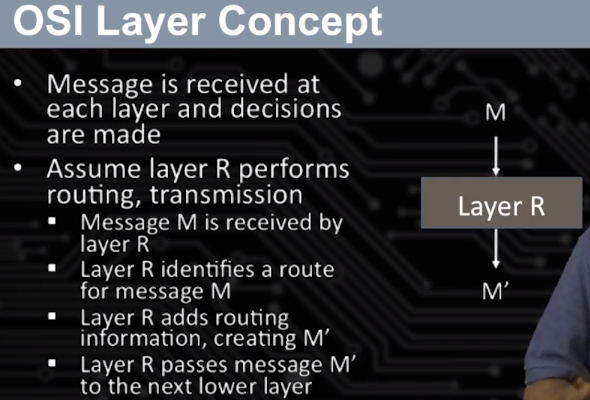 OSI Layer Concept
• Message is received at
each layer and decisions
are made
• Assume layer R performs
routing, transmission
▪ Message M is received by
layer R
▪ Layer R identifies a route
for message M
▪ Layer R adds routing
information, creating M’
▪ Layer R passes message M’
to the next lower layer
M
Layer R
M’